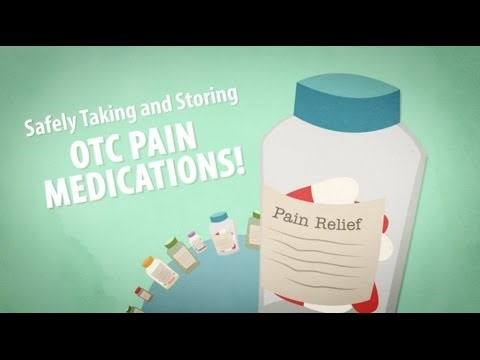 Safely Taking and Storing
OTC PAIN
MEDICATIONS!
Pain Relief